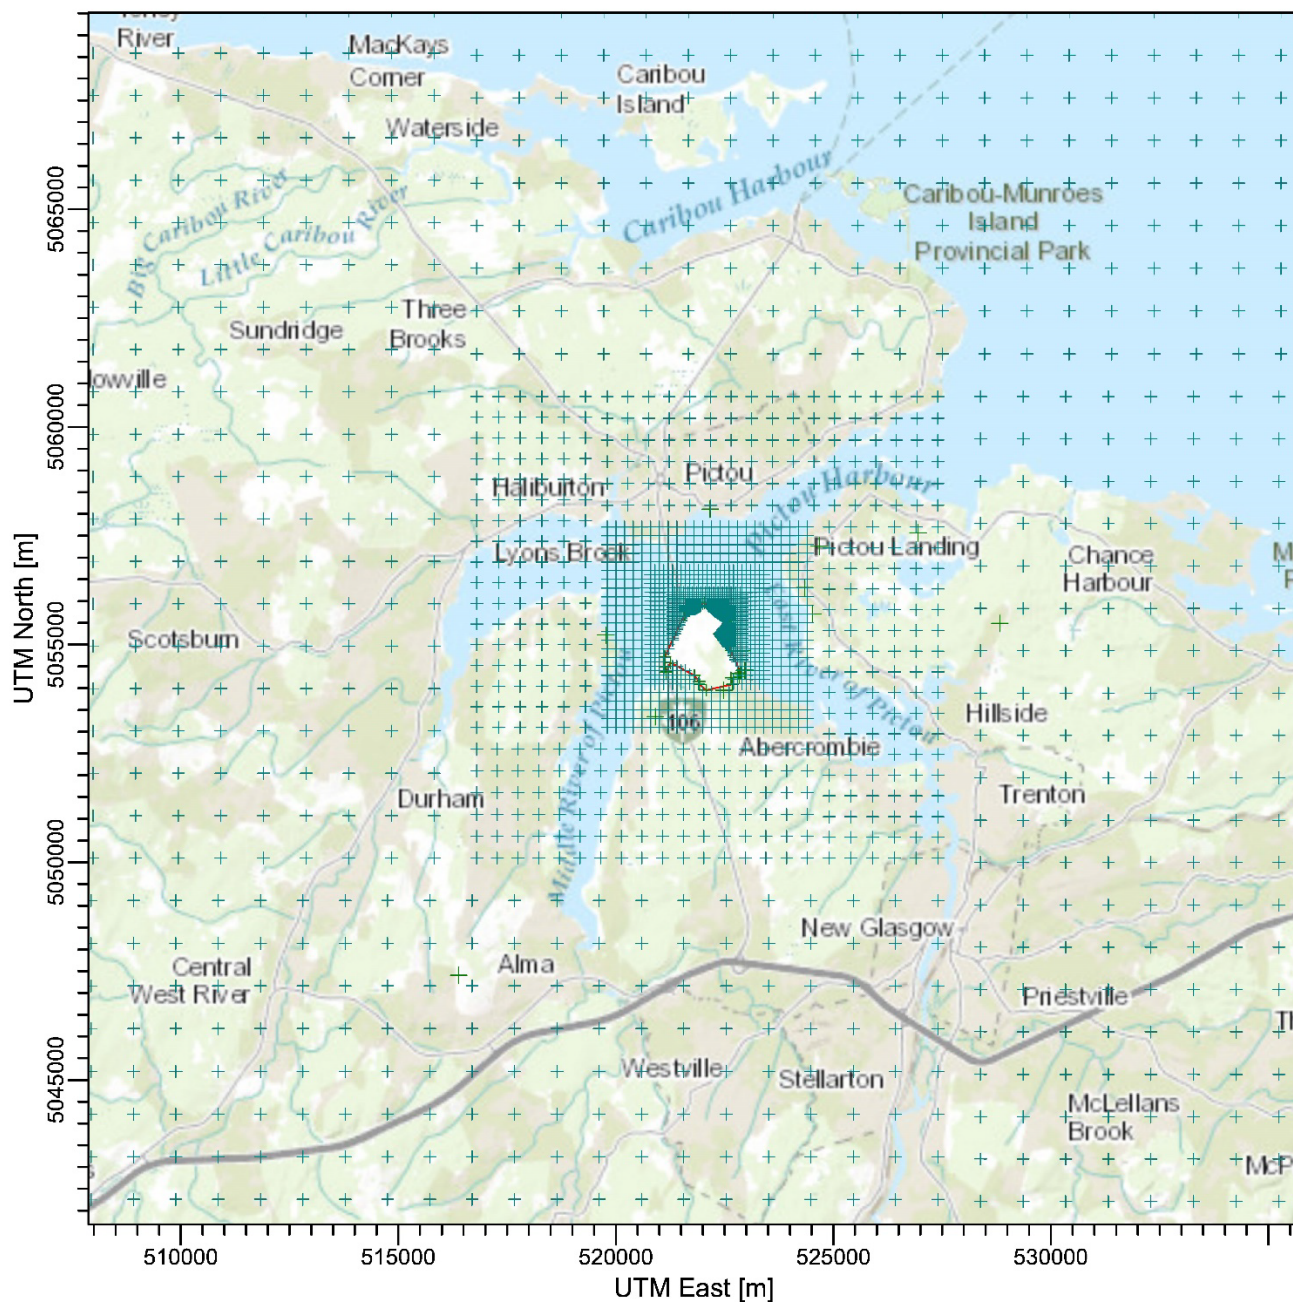 River
MacKays
Corner
Caribou
Island
Waterside
Caribou Harbour
Caribou-Munroes
Island
Provincial Park
Big Caribou River
Little Caribou River
Three
Brooks
Sundridge
lowville
Pictou
Haliburton
Pictou Harbour
Lyons Brook
Pictou Landing
Chance
Harbour
Scotsburn
East River of Pictou
Middle River of Pictou
106
Hillside
Abercrombie
Durham
Trenton
New Glasgow
Alma
Central
West River
Priestville
Westville
Stellarton
McLellans
Brook
McP
5065000
5060000
5055000
5050000
5045000
UTM North [m]
510000
515000
520000
525000
530000
UTM East [m]